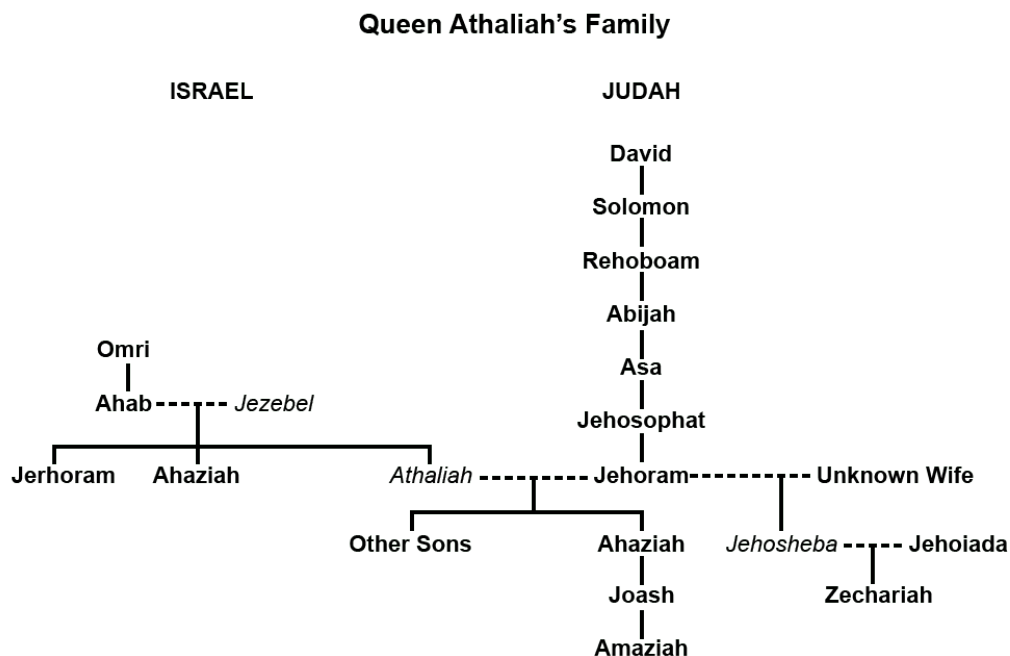 Queen Athaliah’s Family
ISRAEL JUDAH
David
Solomon
Rehoboam
Abijah
Omri
Asa
Ahab Jezebel
Jehosophat
Jerhoram Ahaziah Athaliah Jehoram Unknown Wife
Other Sons Ahaziah Jehosheba Jehoiada
Joash Zechariah
Amaziah